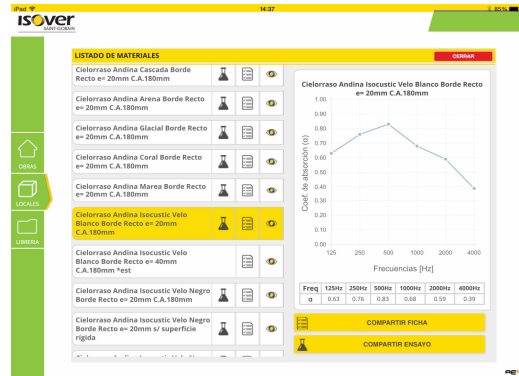 iPad
14:37
85%
isover
SAINT-GOBAIN
LISTADO DE MATERIALES
CERRAR
Cielorraso Andina Cascada Borde
Recto e= 20mm C.A.180mm
Cielorraso Andina Arena Borde Recto
e= 20mm C.A.180mm
Cielorraso Andina Glacial Borde Recto
e= 20mm C.A.180mm
Cielorraso Andina Coral Borde Recto
e= 20mm C.A.180mm
Cielorraso Andina Marea Borde Recto
e= 20mm C.A.180mm
Cielorraso Andina Isocustic Velo
Blanco Borde Recto e= 20mm
C.A.180mm
Cielorraso Andina Isocustic Velo
Blanco Borde Recto e= 40mm
C.A.180mm *est
Cielorraso Andina Isocustic Velo Negro
Borde Recto e= 20mm C.A.180mm
Cielorraso Andina Isocustic Velo Negro
Borde Recto e= 20mm s/ superficie
rígida
OBRAS
LOCALES
LIBRERIA
Cielorraso Andina Isocustic Velo Blanco Borde Recto
e= 20mm C.A.180mm
1.00
0.90
0.80
0.70
0.60
0.50
0.40
0.30
0.20
0.10
0.00
Coef. de absorción (α)
125 250 500 1000 2000 4000
Frecuencias [Hz]
Freq 125Hz 250Hz 500Hz 1000Hz 2000Hz 4000Hz
α 0.63 0.76 0.83 0.68 0.59 0.39
COMPARTIR FICHA
COMPARTIR ENSAYO